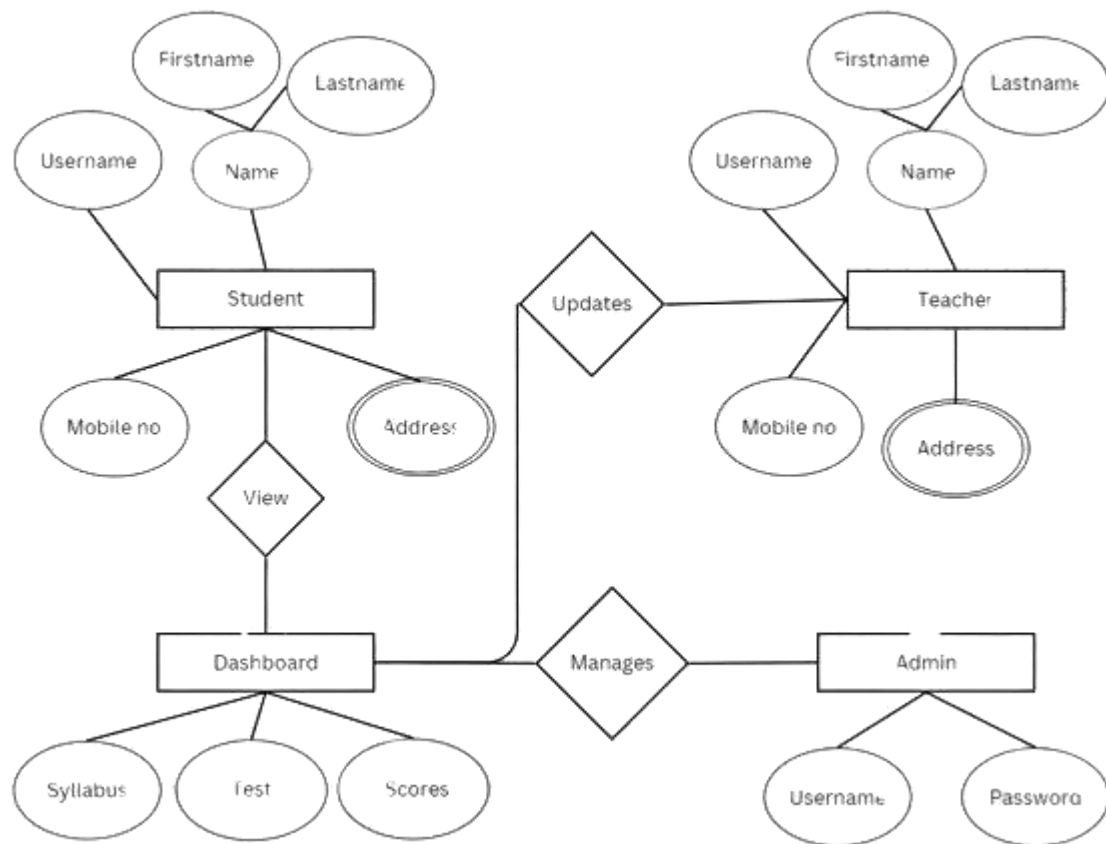 Firstname
Lastname
Username
Name
Student
Mobile no
Address
View
Firstname
Lastname
Username
Name
Updates
Teacher
Mobile no
Address
Dashboard
Manages
Admin
Syllabus
Test
Scores
Username
Password